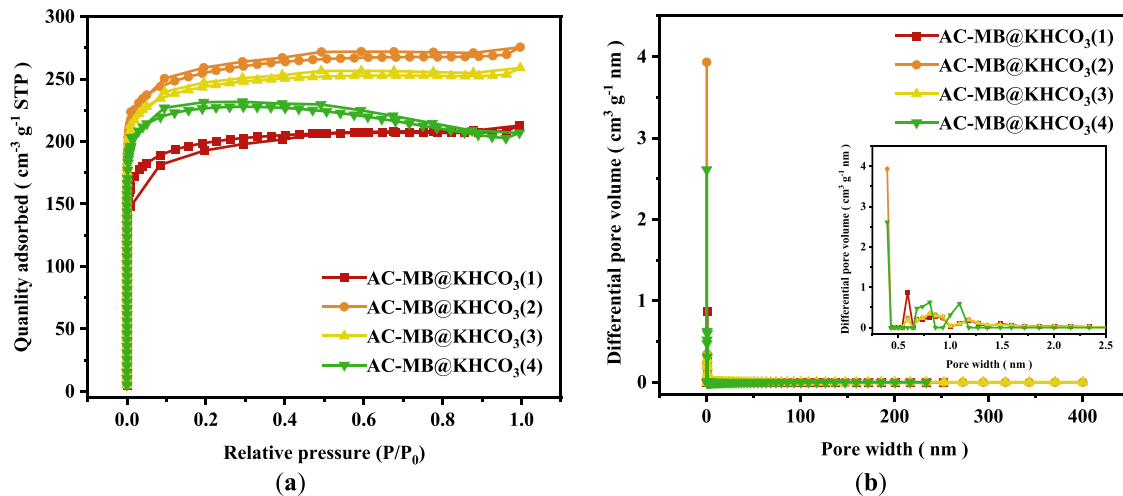 300
250
200
150
100
50
0
Quanlity adsorbed ( cm-3 g-1 STP )
AC-MB@KHCO3(1)
AC-MB@KHCO3(2)
AC-MB@KHCO3(3)
AC-MB@KHCO3(4)
0.0 0.2 0.4 0.6 0.8 1.0
Relative pressure (P/P0)
(a)
4
3
2
1
0
Differential pore volume ( cm3 g-1 nm )
AC-MB@KHCO3(1)
AC-MB@KHCO3(2)
AC-MB@KHCO3(3)
AC-MB@KHCO3(4)
5
4
3
2
1
0
Differential pore volume ( cm3 g-1 nm )
0.5 1.0 1.5 2.0 2.5
Pore width ( nm )
0 100 200 300 400
Pore width ( nm )
(b)